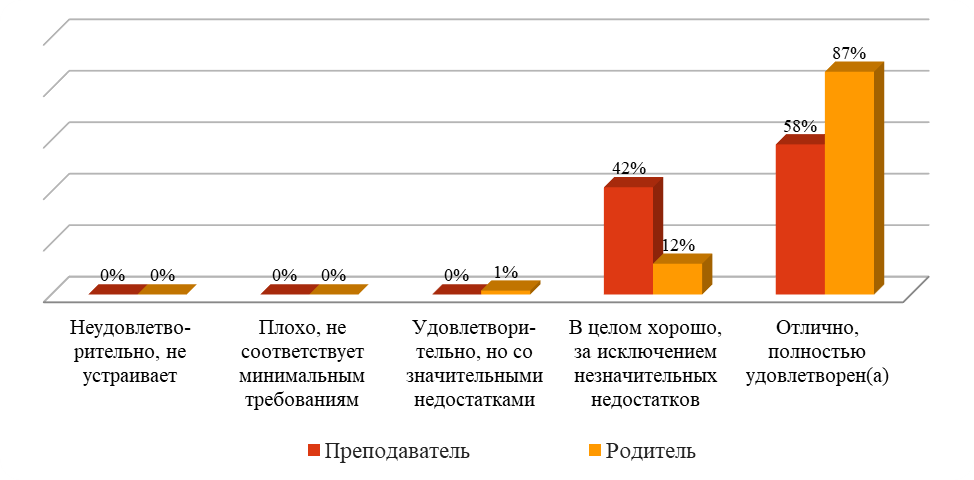 87%
58%
42%
12%
0% 0% 0% 0% 0% 1%
Неудовлетво-
рительно, не
устраивает
Плохо, не
соответствует
минимальным
требованиям
Удовлетвори-
тельно, но со
значительными
недостатками
В целом хорошо,
за исключением
незначительных
недостатков
Отлично,
полностью
удовлетворен(а)
Преподаватель Родитель